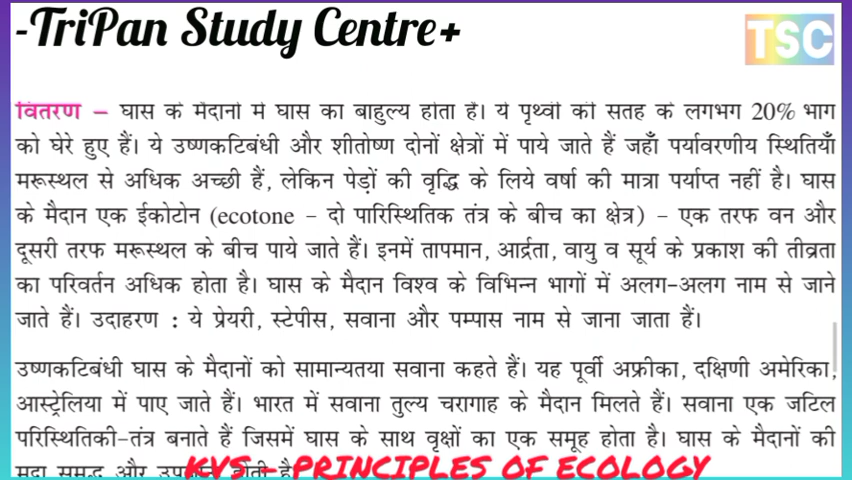 -TriPan Study Centre+
TSC
वितरण – घास के मैदानों में घास का बाहुल्य होता है। ये पृथ्वी की सतह के लगभग 20% भाग
को घेरे हुए हैं। ये उष्णकटिबंधी और शीतोष्ण दोनों क्षेत्रों में पाये जाते हैं जहाँ पर्यावरणीय स्थितियाँ
मरूस्थल से अधिक अच्छी हैं, लेकिन पेड़ों की वृद्धि के लिये वर्षा की मात्रा पर्याप्त नहीं है। घास
के मैदान एक ईकोटोन (ecotone – दो पारिस्थितिक तंत्र के बीच का क्षेत्र) – एक तरफ वन और
दूसरी तरफ मरूस्थल के बीच पाये जाते हैं। इनमें तापमान, आर्द्रता, वायु व सूर्य के प्रकाश की तीव्रता
का परिवर्तन अधिक होता है। घास के मैदान विश्व के विभिन्न भागों में अलग-अलग नाम से जाने
जाते हैं। उदाहरण : ये प्रेयरी, स्टेपीस, सवाना और पम्पास नाम से जाना जाता हैं।
उष्णकटिबंधी घास के मैदानों को सामान्यतया सवाना कहते हैं। यह पूर्वी अफ्रीका, दक्षिणी अमेरिका,
आस्ट्रेलिया में पाए जाते हैं। भारत में सवाना तुल्य चरागाह के मैदान मिलते हैं। सवाना एक जटिल
परिस्थितिकी-तंत्र बनाते हैं जिसमें घास के साथ वृक्षों का एक समूह होता है। घास के मैदानों की
मृदा समृद्ध और होती है
KVS - PRINCIPLES OF ECOLOGY